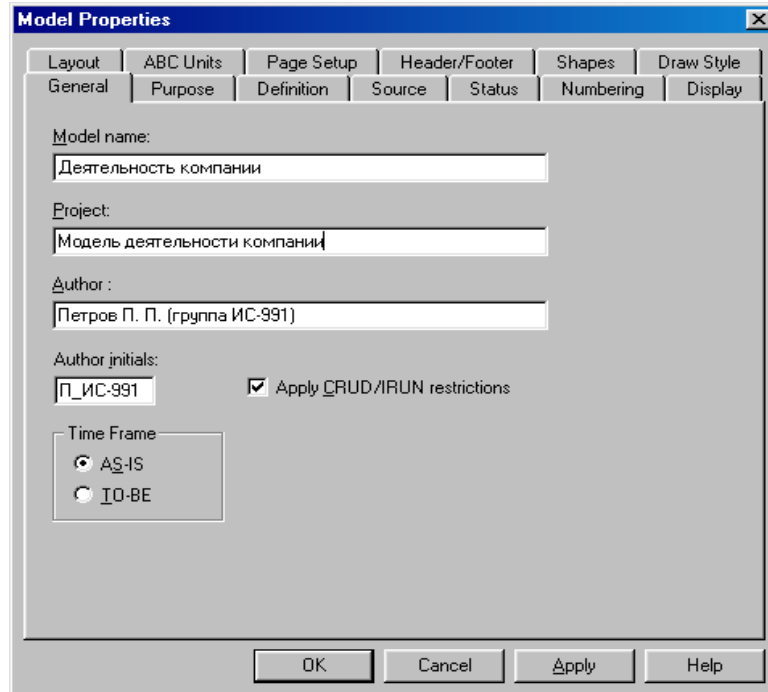 Model Properties
Layout ABC Units Page Setup Header/Footer Shapes Draw Style
General Purpose Definition Source Status Numbering Display
Model name:
Деятельность компании
Project:
Модель деятельности компании
Author :
Петров П. П. (группа ИС-991)
Author initials:
П_ИС-991 Apply CRUD/IRUN restrictions
Time Frame
AS-IS
TO-BE
OK Cancel Apply Help